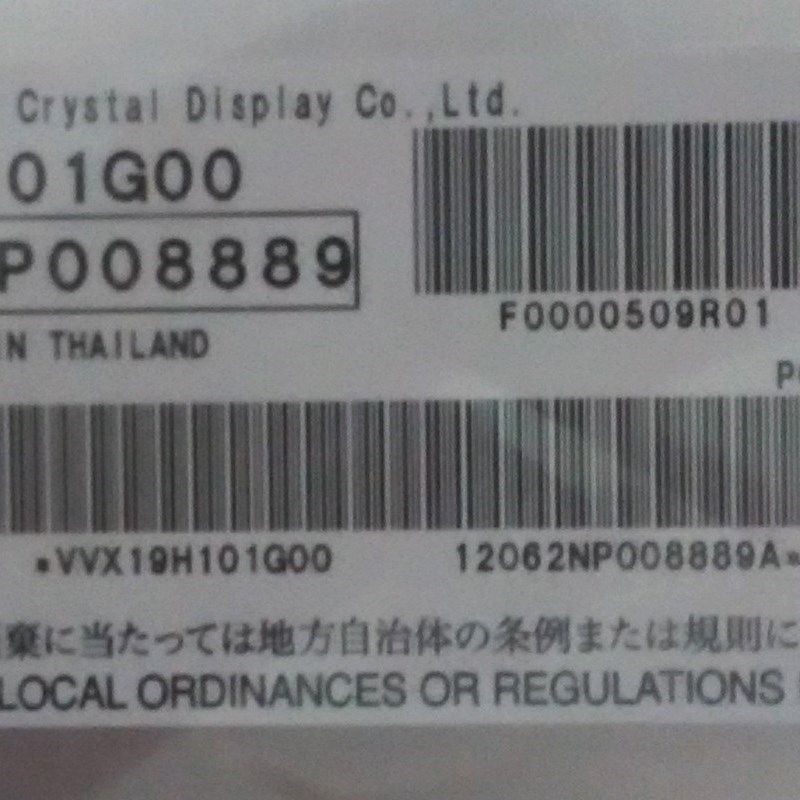 Crystal Display Co.,Ltd.
01G00
P008889
F0000509R01
IN THAILAND
P
*VVX19H101G00 12062NP008889A*
棄に当たっては地方自治体の条例または規則に
LOCAL ORDINANCES OR REGULATIONS